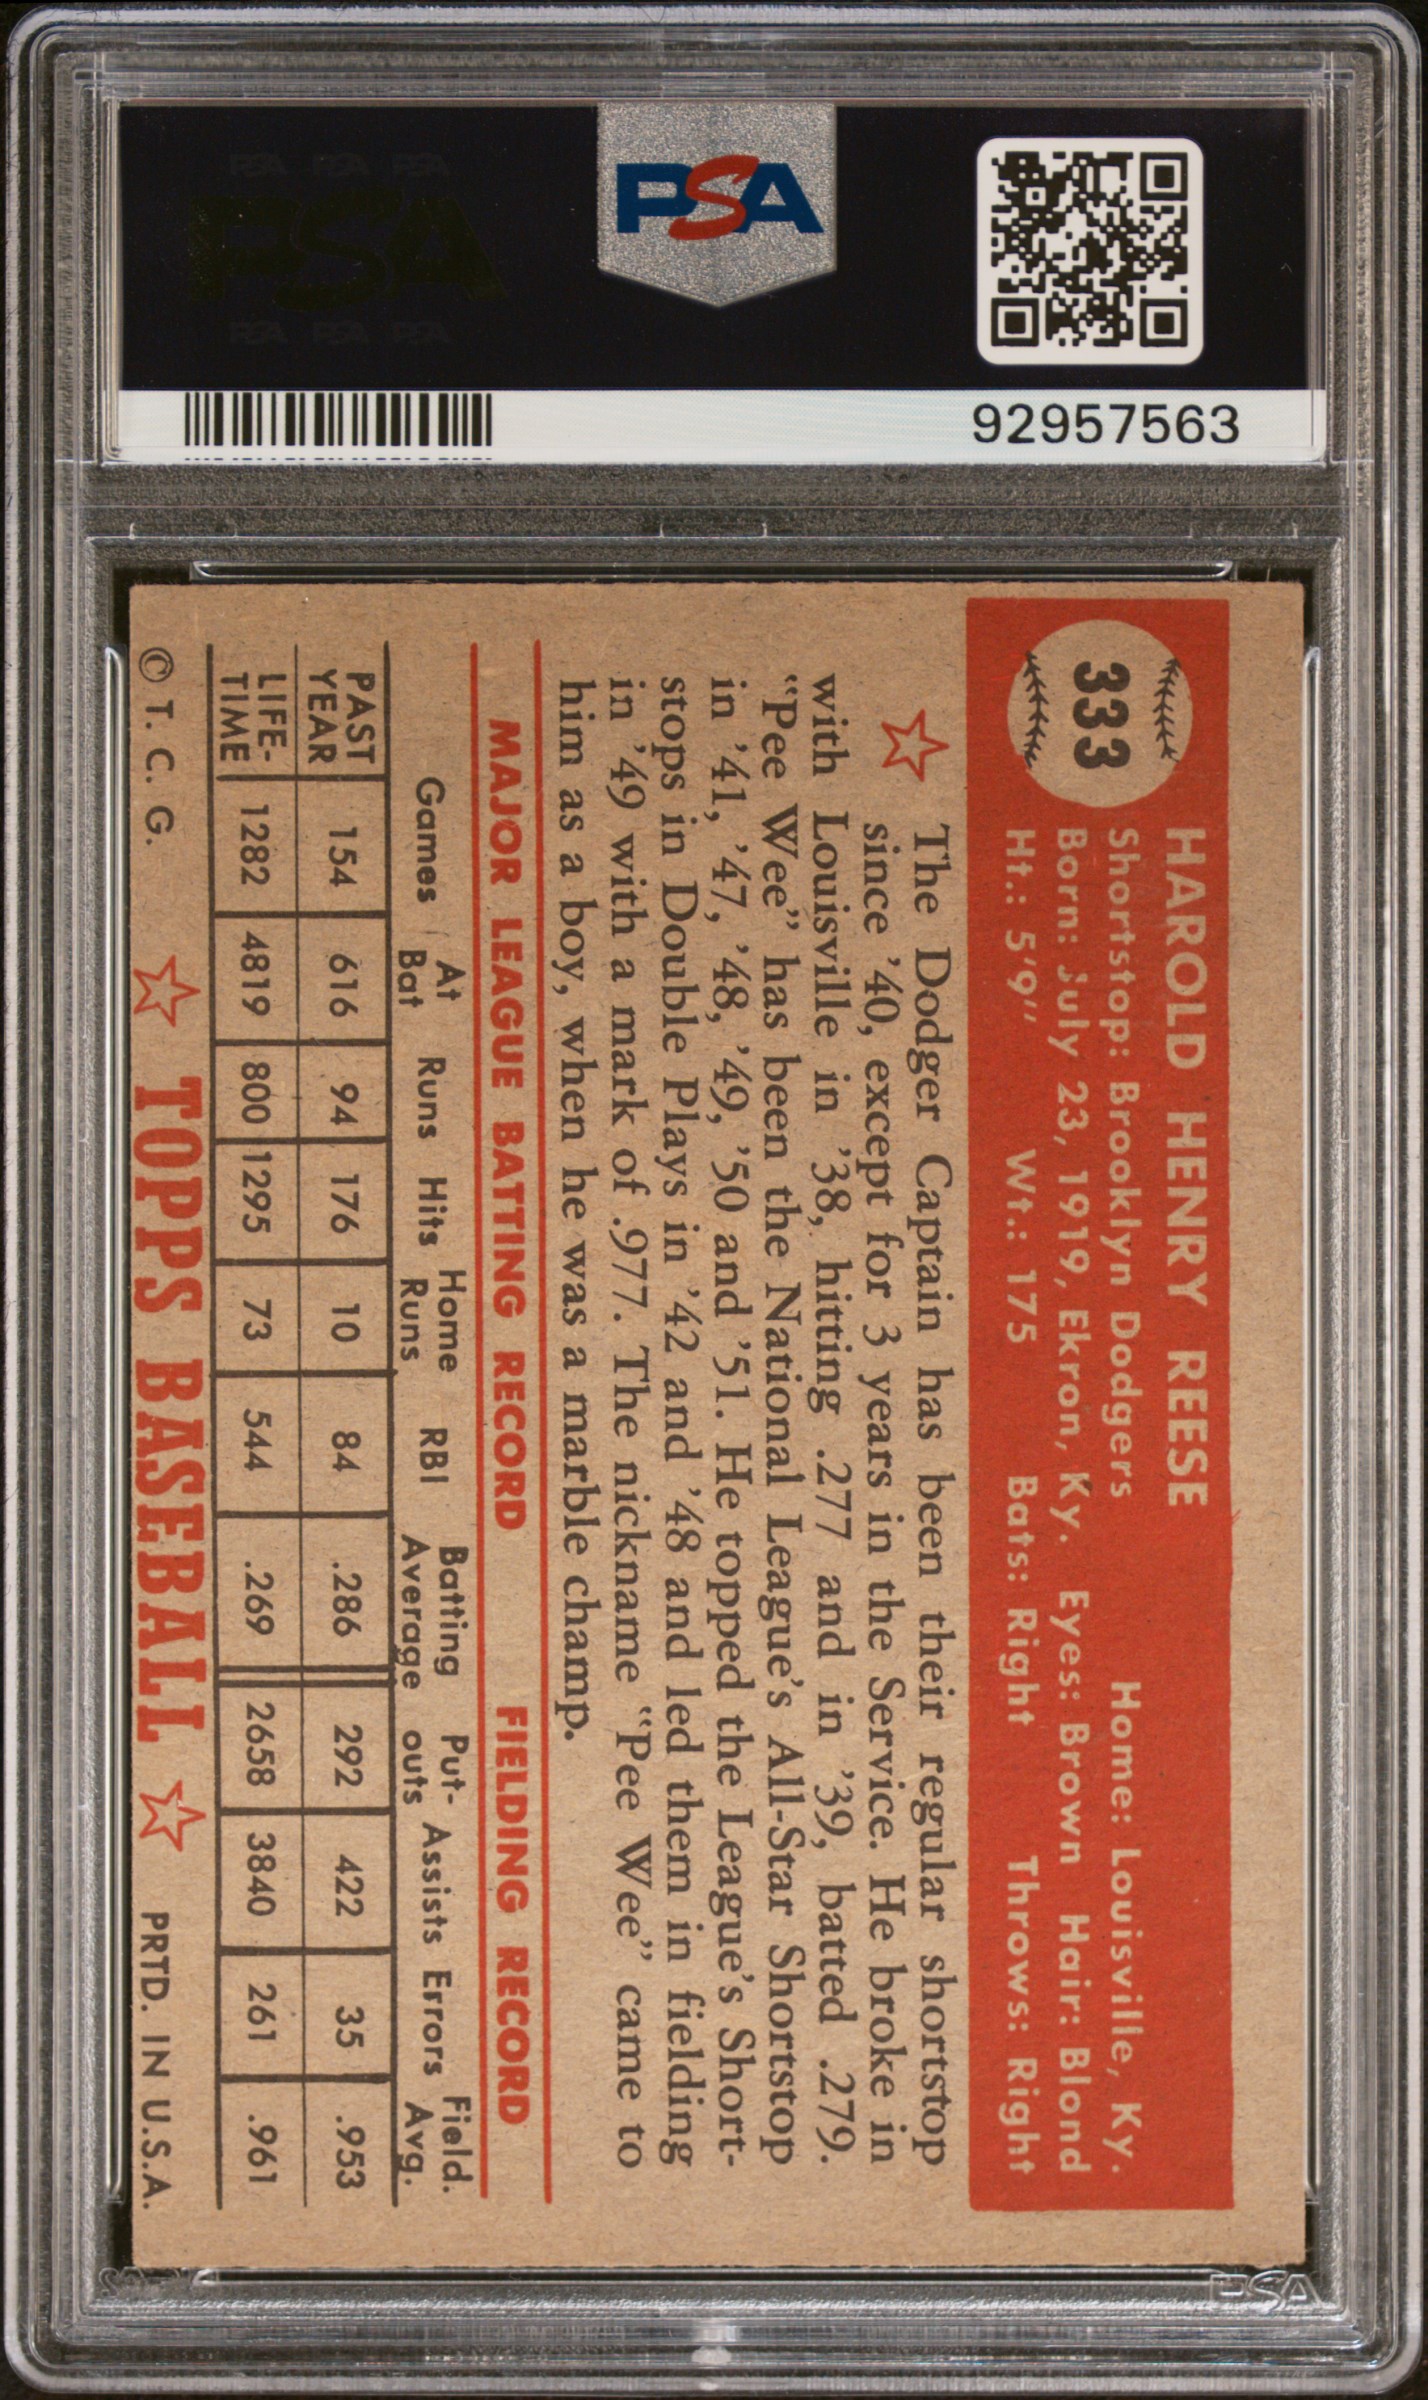 PSA PSA PSA
PSA
PSA PSA PSA
PSA
92957563
333
HAROLD HENRY REESE
Shortstop: Brooklyn Dodgers Home: Louisville, Ky.
Born: July 23, 1919, Ekron, Ky. Eyes: Brown Hair: Blond
Ht.: 5'9" Wt.: 175 Bats: Right Throws: Right
The Dodger Captain has been their regular shortstop
since '40, except for 3 years in the Service. He broke in
with Louisville in '38, hitting .277 and in '39, batted .279.
"Pee Wee" has been the National League's All-Star Shortstop
in '41, '47, '48, '49, '50 and '51. He topped the League's Short-
stops in Double Plays in '42 and '48 and led them in fielding
in '49 with a mark of .977. The nickname "Pee Wee" came to
him as a boy, when he was a marble champ.
MAJOR LEAGUE BATTING RECORD FIELDING RECORD
Games At Bat Runs Hits Home Runs RBI Batting Average Put-outs Assists Errors Field. Avg.
PAST YEAR 154 616 94 176 10 84 .286 292 422 35 .953
LIFE-TIME 1282 4819 800 1295 73 544 .269 2658 3840 261 .961
© T. C. G. TOPPS BASEBALL PRTD. IN U.S.A.
PSA